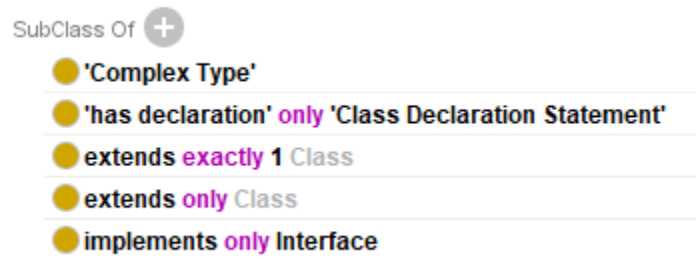 SubClass Of
'Complex Type'
'has declaration' only 'Class Declaration Statement'
extends exactly 1 Class
extends only Class
implements only Interface